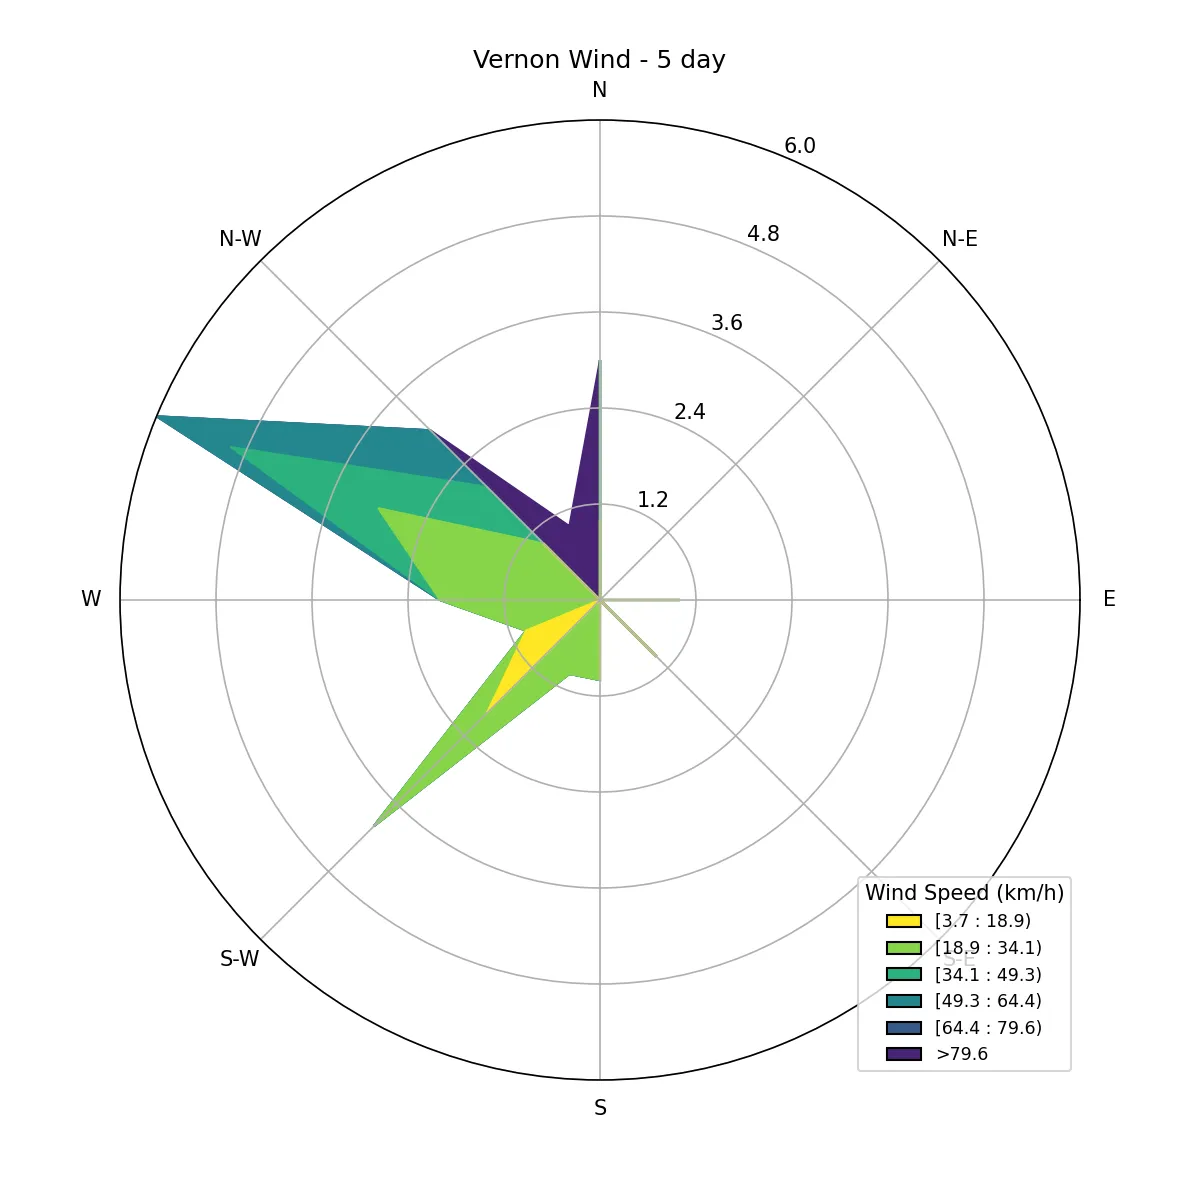 Vernon Wind - 5 day
N
6.0
4.8
N-W
N-E
3.6
2.4
1.2
W
E
Wind Speed (km/h)
[3.7 : 18.9)
[18.9 : 34.1)
S-W
S-E
[34.1 : 49.3)
[49.3 : 64.4)
[64.4 : 79.6)
>79.6
S